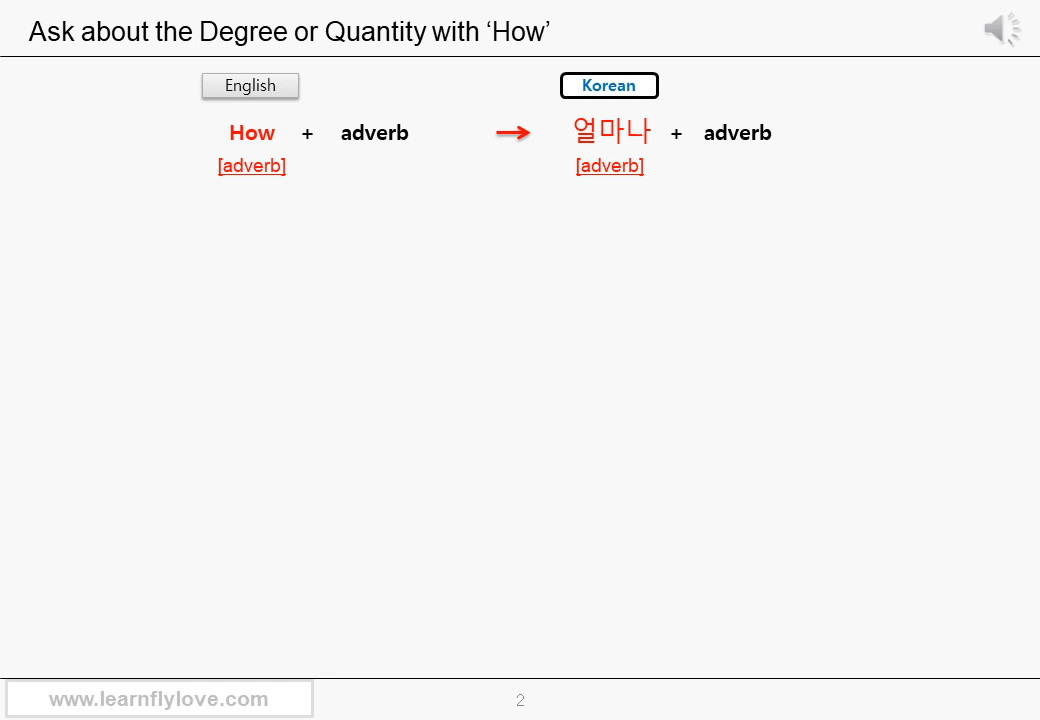 Ask about the Degree or Quantity with ‘How’
English Korean
How + adverb → 얼마나 + adverb
[adverb] [adverb]
www.learnflylove.com 2